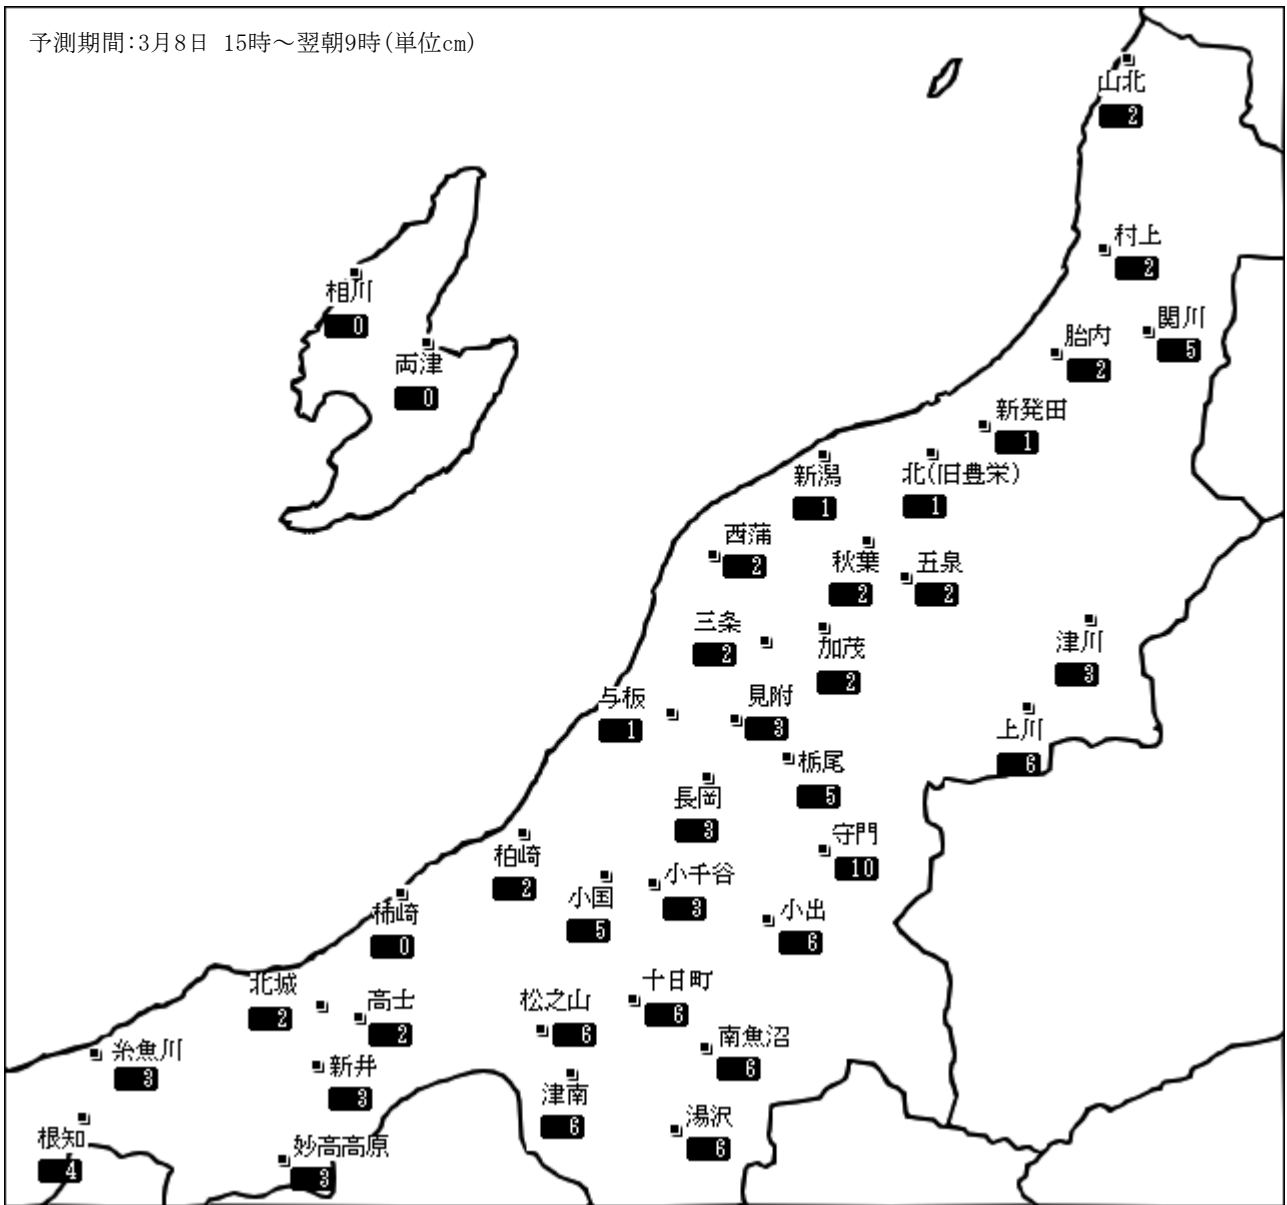 予測期間:3月8日 15時～翌朝9時(単位cm)
山北
2
村上
2
関川
5
胎内
2
相川
0
両津
0
新発田
1
新潟
1
北(旧豊栄)
1
西蒲
2
秋葉
2
五泉
2
三条
2
加茂
2
津川
3
与板
1
見附
3
上川
6
栃尾
5
長岡
3
守門
10
柏崎
2
小国
5
小千谷
3
小出
6
柿崎
0
北城
2
高士
2
松之山
6
十日町
6
南魚沼
6
糸魚川
3
新井
3
津南
6
湯沢
6
根知
4
妙高高原
3